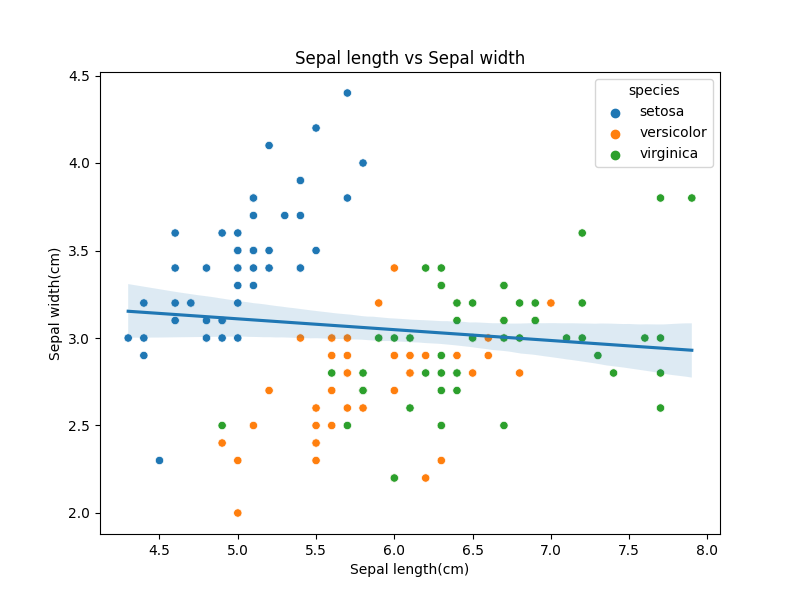 Sepal length vs Sepal width
species
setosa
versicolor
virginica
4.5
4.0
3.5
3.0
2.5
2.0
Sepal width(cm)
4.5 5.0 5.5 6.0 6.5 7.0 7.5 8.0
Sepal length(cm)